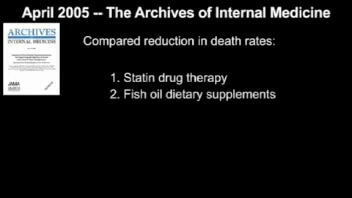 April 2005 -- The Archives of Internal Medicine
ARCHIVES
INTERNAL MEDICINE
Compared reduction in death rates:
1. Statin drug therapy
2. Fish oil dietary supplements
JAMA